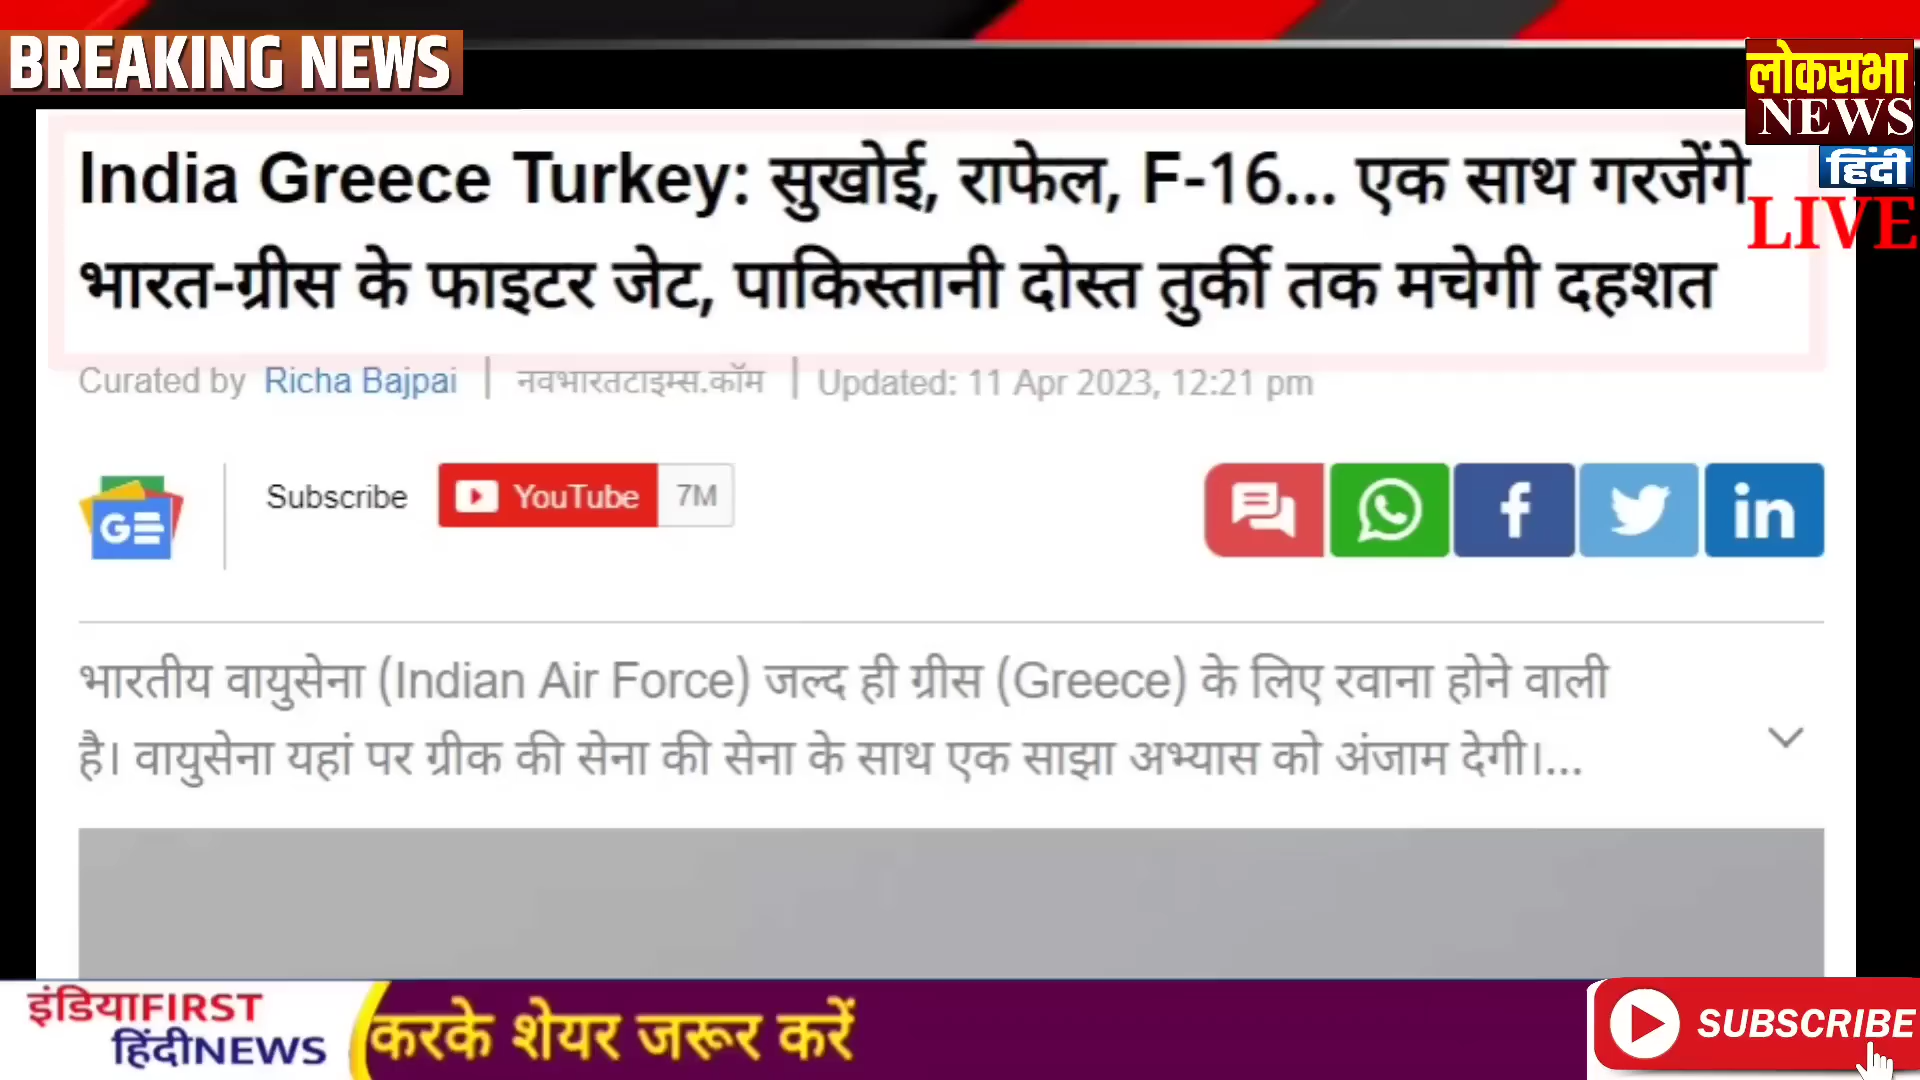 BREAKING NEWS
लोकसभा
NEWS
हिंदी
LIVE
India Greece Turkey: सुखोई, राफेल, F-16... एक साथ गरजेंगे
भारत-ग्रीस के फाइटर जेट, पाकिस्तानी दोस्त तुर्की तक मचेगी दहशत
Curated by Richa Bajpai | नवभारतटाइम्स.कॉम | Updated: 11 Apr 2023, 12:21 pm
GE
Subscribe YouTube 7M
f in
भारतीय वायुसेना (Indian Air Force) जल्द ही ग्रीस (Greece) के लिए रवाना होने वाली
है। वायुसेना यहां पर ग्रीक की सेना की सेना के साथ एक साझा अभ्यास को अंजाम देगी।...
इंडियाFIRST
हिंदीNEWS
करके शेयर जरूर करें
SUBSCRIBE